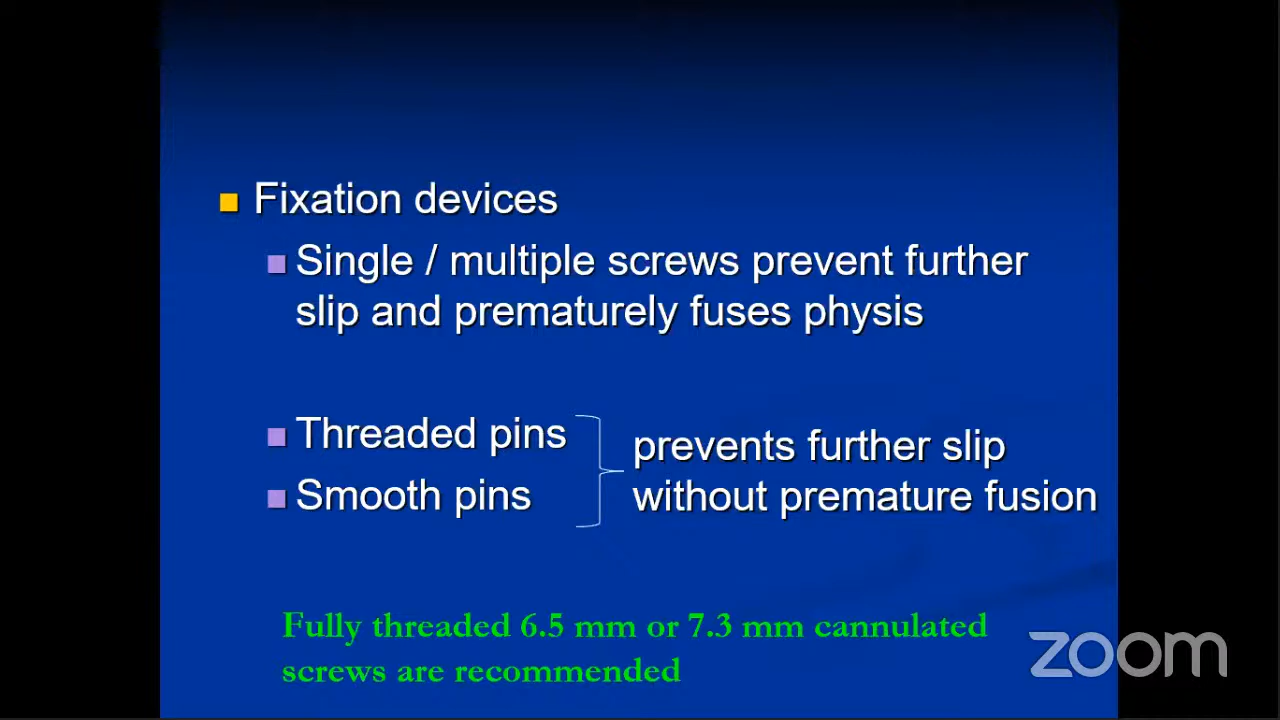 Fixation devices
Single / multiple screws prevent further
slip and prematurely fuses physis
Threaded pins
Smooth pins
prevents further slip
without premature fusion
Fully threaded 6.5 mm or 7.3 mm cannulated
screws are recommended
zoom